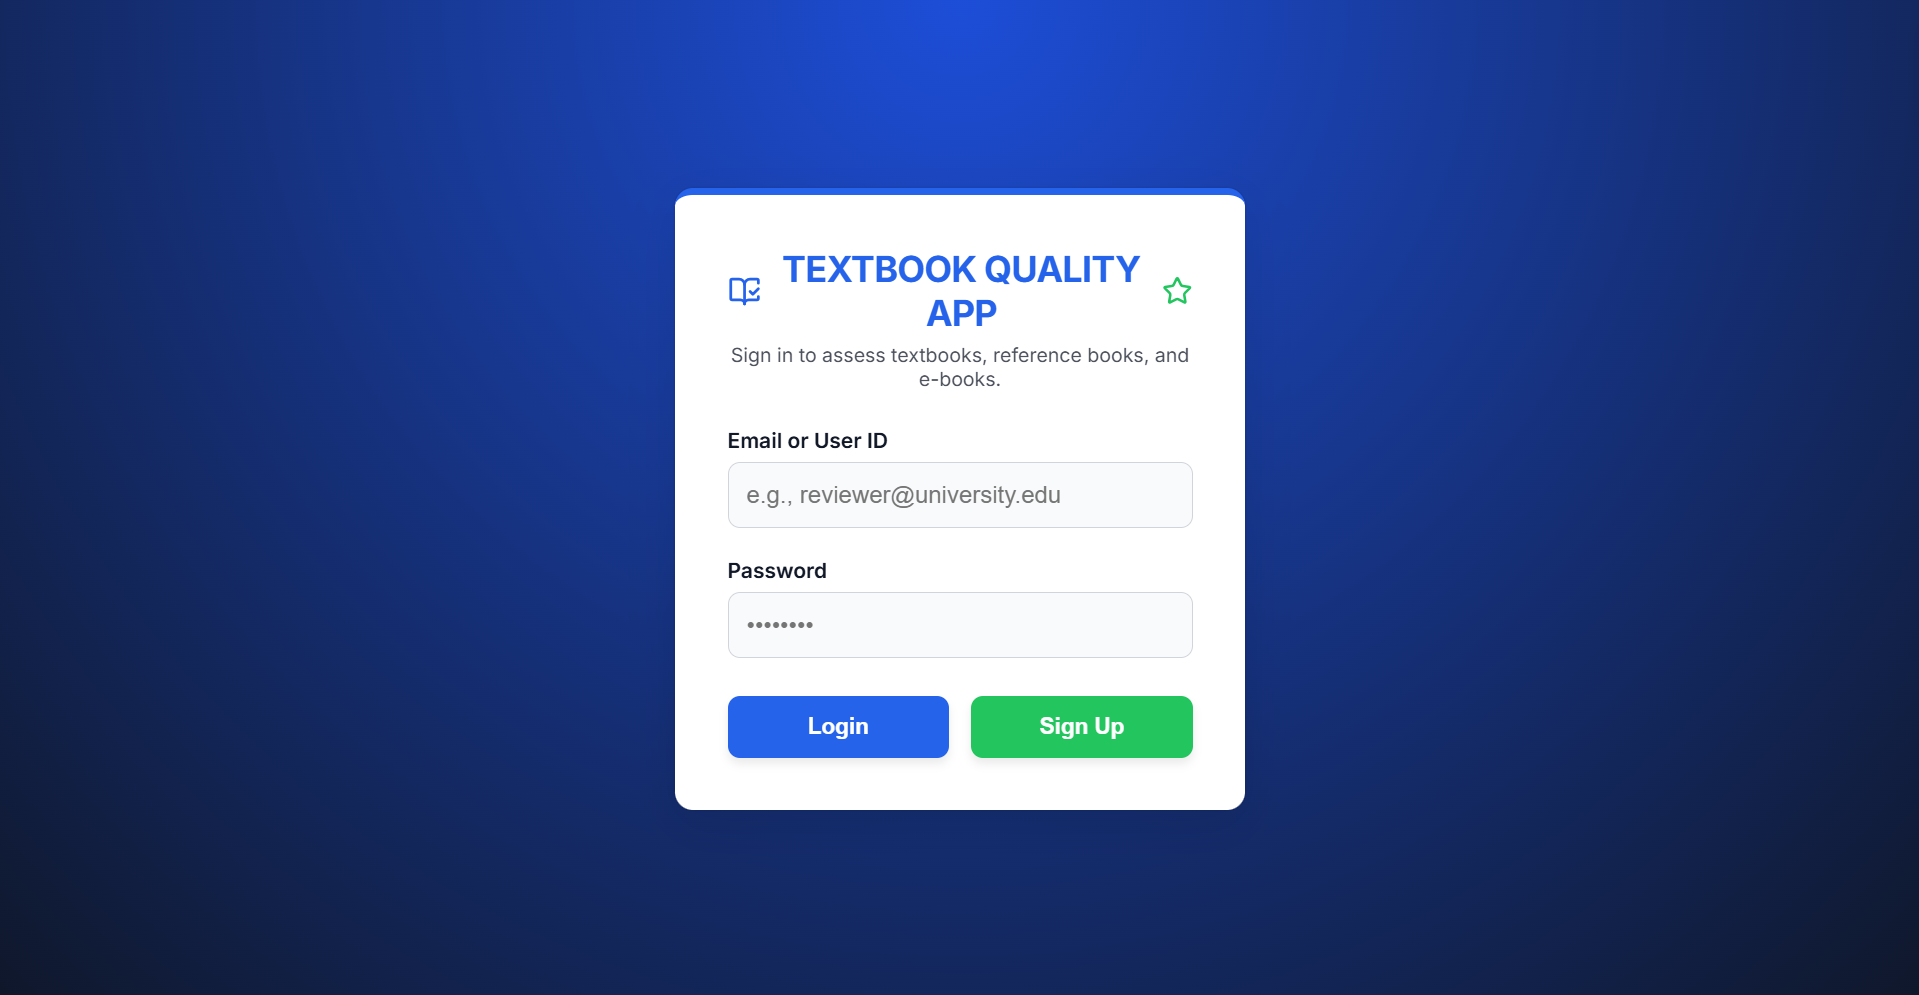 TEXTBOOK QUALITY
APP
Sign in to assess textbooks, reference books, and
e-books.
Email or User ID
e.g., reviewer@university.edu
Password
••••••••
Login
Sign Up